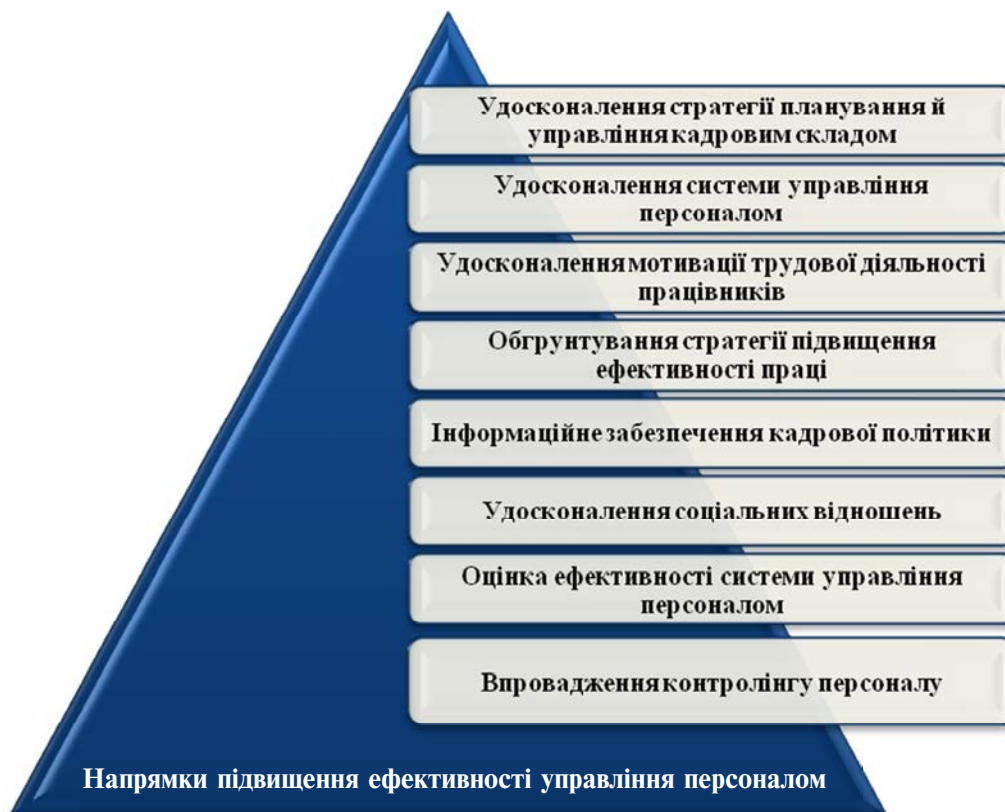 Удосконалення стратегії планування й
управління кадровим складом
Удосконалення системи управління
персоналом
Удосконалення мотивації трудової діяльності
працівників
Обгрунтування стратегії підвищення
ефективності праці
Інформаційне забезпечення кадрової політики
Удосконалення соціальних відношень
Оцінка ефективності системи управління
персоналом
Впровадження контролінгу персоналу
Напрямки підвищення ефективності управління персоналом